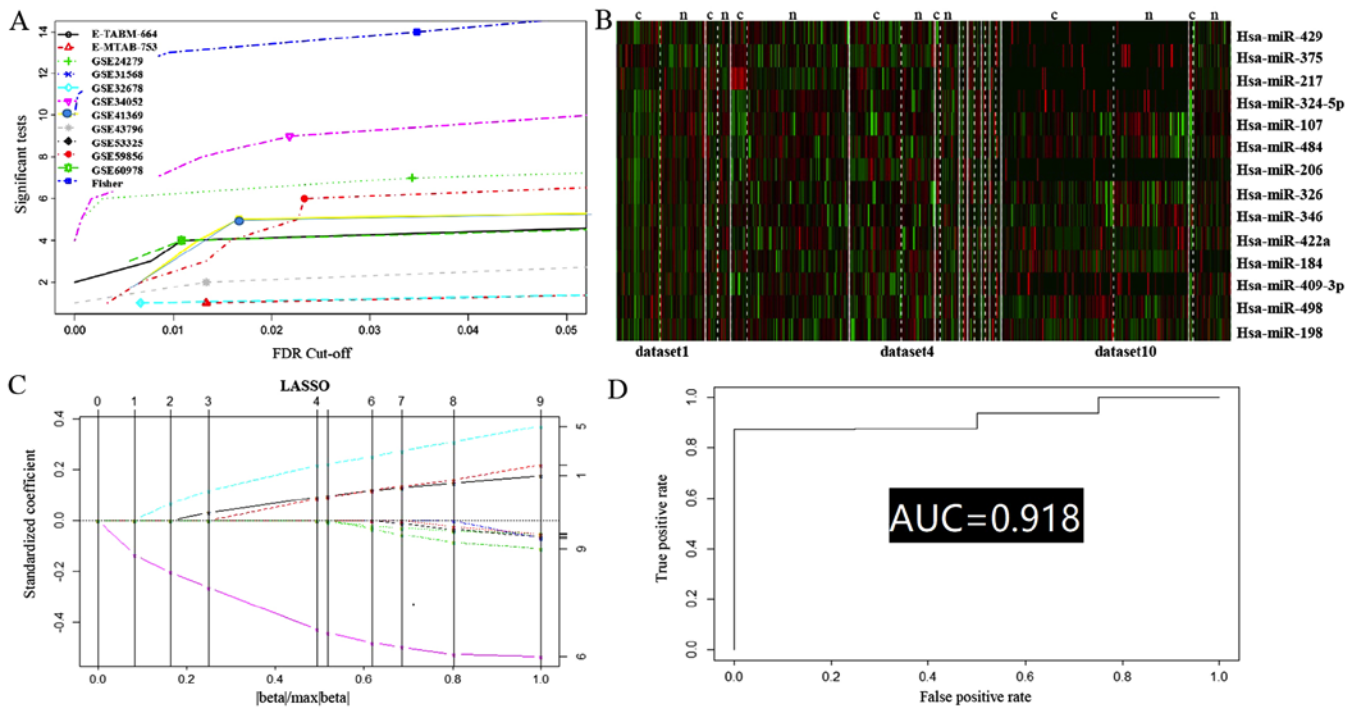 A
E-TABM-664
E-MTAB-753
GSE24279
GSE31568
GSE32678
GSE34052
GSE41369
GSE43796
GSE53325
GSE59856
GSE60978
FIsher
Significant tests
14
12
10
8
6
4
2
0.00 0.01 0.02 0.03 0.04 0.05
FDR Cut-off
B
c n c n c n c n c n c n c n
Hsa-miR-429
Hsa-miR-375
Hsa-miR-217
Hsa-miR-324-5p
Hsa-miR-107
Hsa-miR-484
Hsa-miR-206
Hsa-miR-326
Hsa-miR-346
Hsa-miR-422a
Hsa-miR-184
Hsa-miR-409-3p
Hsa-miR-498
Hsa-miR-198
dataset1 dataset4 dataset10
C
LASSO
0 1 2 3 4 6 7 8 9
Standardized coefficient
0.4
0.2
0.0
-0.2
-0.4
5
1
9
6
0.0 0.2 0.4 0.6 0.8 1.0
|beta|/max|beta|
D
True positive rate
1.0
0.8
0.6
0.4
0.2
0.0
AUC=0.918
0.0 0.2 0.4 0.6 0.8 1.0
False positive rate